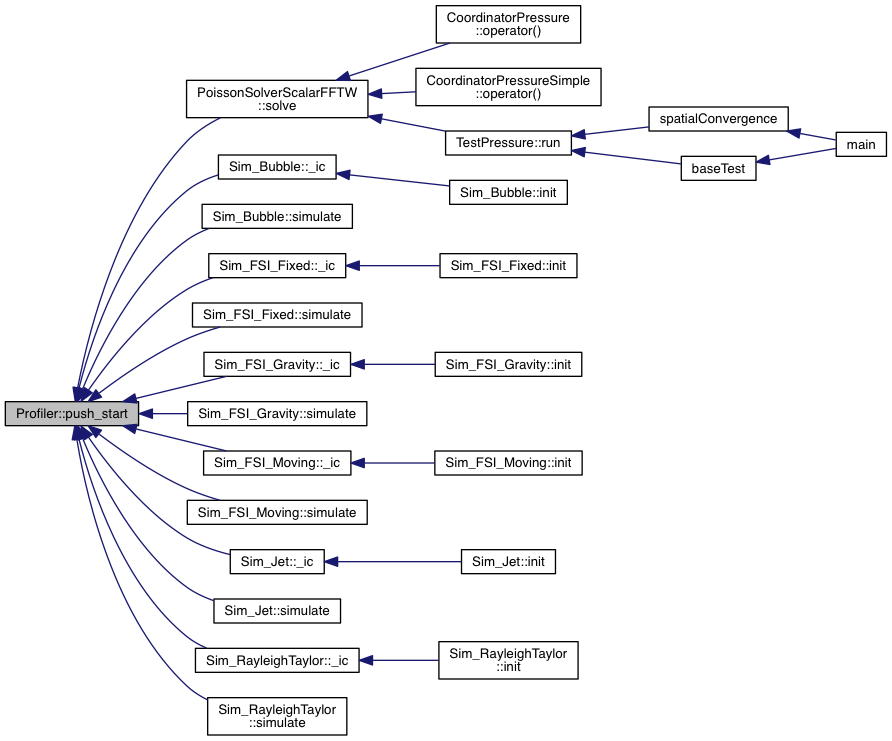 CoordinatorPressure
::operator()
PoissonSolverScalarFFTW
::solve
CoordinatorPressureSimple
::operator()
TestPressure::run
spatialConvergence
main
baseTest
Sim_Bubble::_ic
Sim_Bubble::init
Sim_Bubble::simulate
Sim_FSI_Fixed::_ic
Sim_FSI_Fixed::init
Sim_FSI_Fixed::simulate
Sim_FSI_Gravity::_ic
Sim_FSI_Gravity::init
Profiler::push_start
Sim_FSI_Gravity::simulate
Sim_FSI_Moving::_ic
Sim_FSI_Moving::init
Sim_FSI_Moving::simulate
Sim_Jet::_ic
Sim_Jet::init
Sim_Jet::simulate
Sim_RayleighTaylor::_ic
Sim_RayleighTaylor
::init
Sim_RayleighTaylor
::simulate